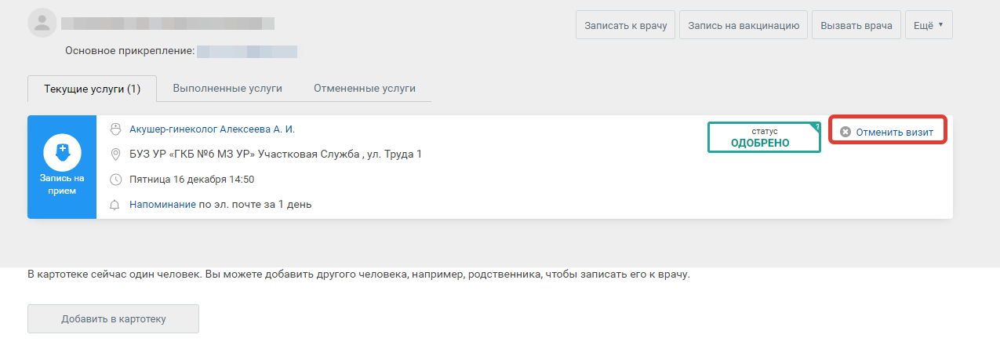 Записать к врачу
Запись на вакцинацию
Вызвать врача
Ещё
Основное прикрепление:
Текущие услуги (1)
Выполненные услуги
Отмененные услуги
Запись на
прием
Акушер-гинеколог Алексеева А. И.
БУЗ УР «ГКБ №6 МЗ УР» Участковая Служба , ул. Труда 1
Пятница 16 декабря 14:50
Напоминание по эл. почте за 1 день
статус
?
ОДОБРЕНО
Отменить визит
В картотеке сейчас один человек. Вы можете добавить другого человека, например, родственника, чтобы записать его к врачу.
Добавить в картотеку